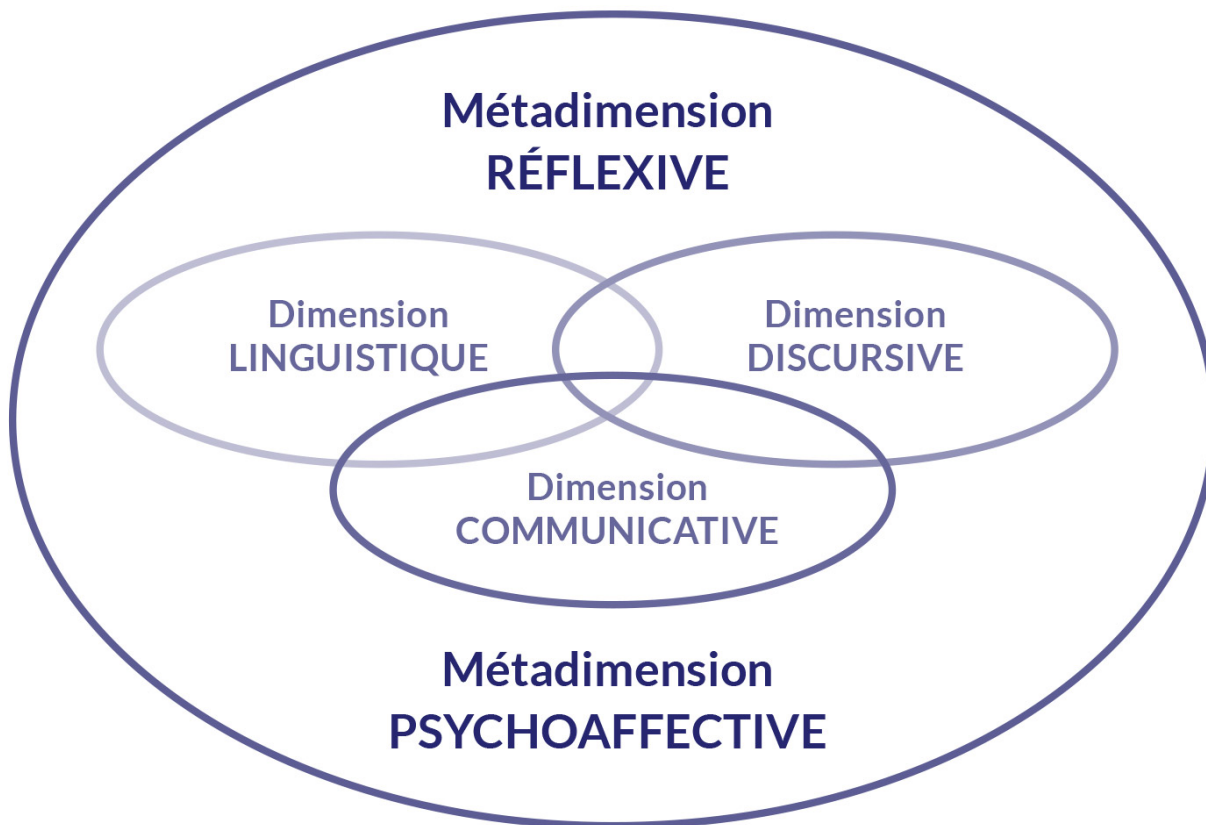 Métadimension
RÉFLEXIVE
Dimension
LINGUISTIQUE
Dimension
DISCURSIVE
Dimension
COMMUNICATIVE
Métadimension
PSYCHOAFFECTIVE